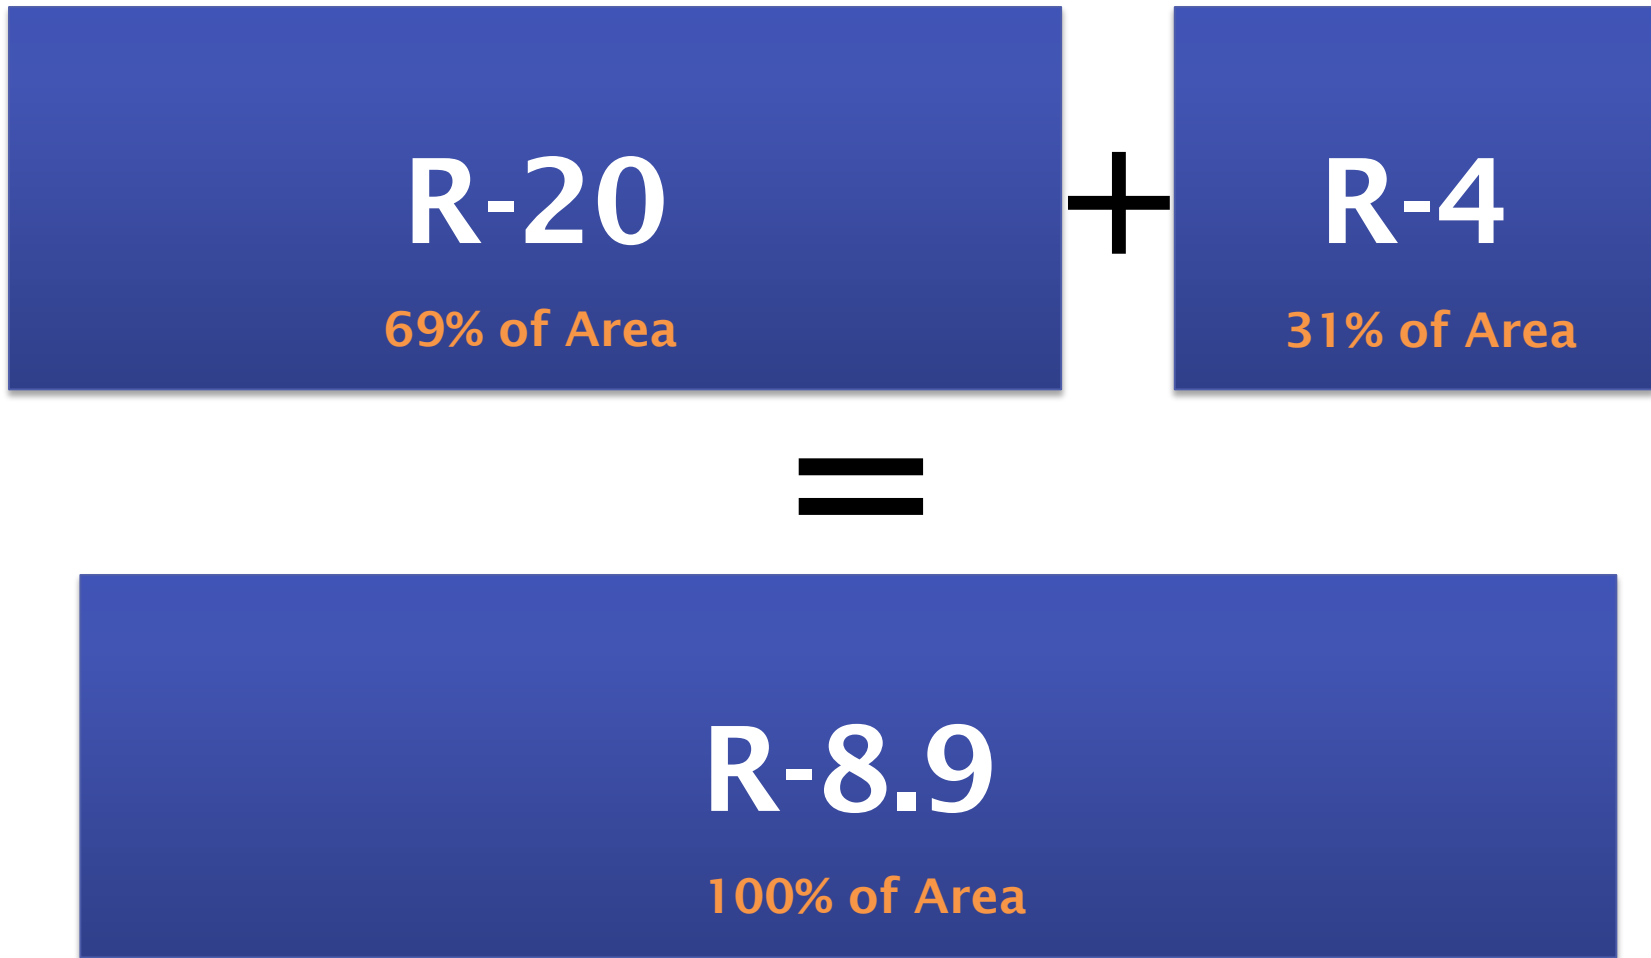 R-20
69% of Area
+
R-4
31% of Area
=
R-8.9
100% of Area